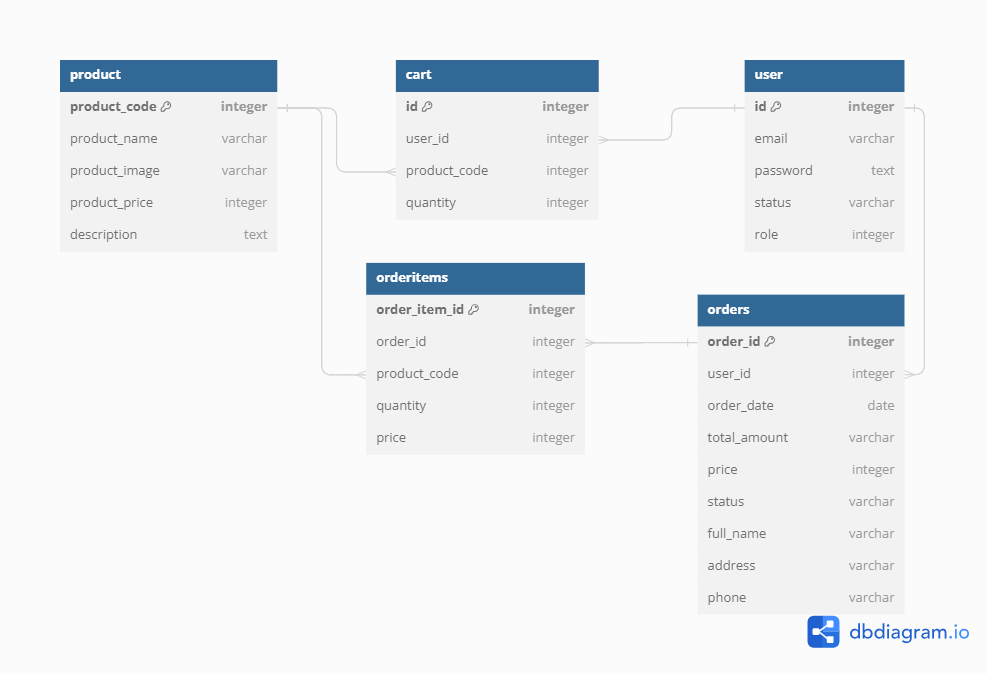 product
product_code integer
product_name varchar
product_image varchar
product_price integer
description text
cart
id integer
user_id integer
product_code integer
quantity integer
user
id integer
email varchar
password text
status varchar
role integer
orderitems
order_item_id integer
order_id integer
product_code integer
quantity integer
price integer
orders
order_id integer
user_id integer
order_date date
total_amount varchar
price integer
status varchar
full_name varchar
address varchar
phone varchar
dbdiagram.io